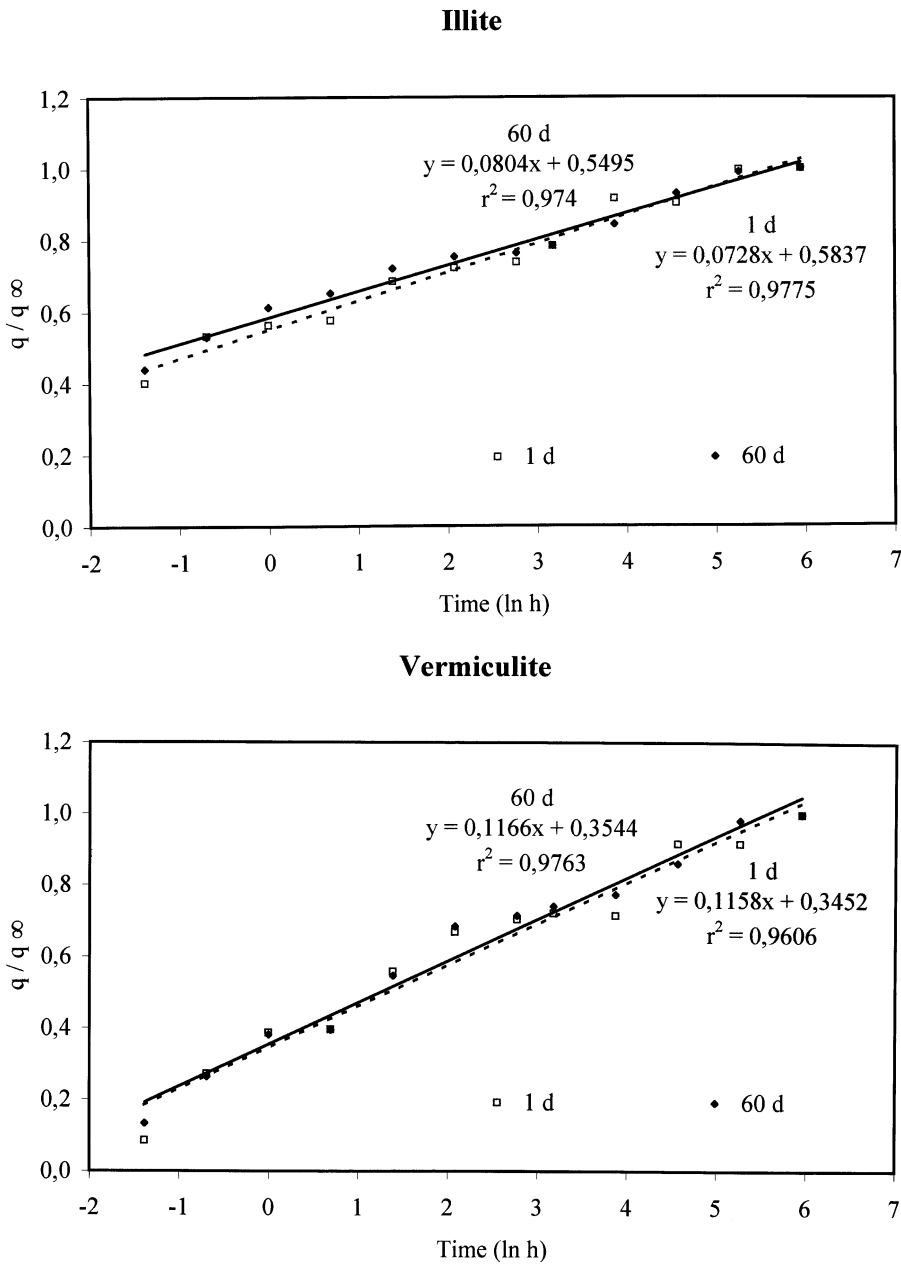 Illite
1,2
1,0
0,8
0,6
0,4
0,2
0,0
q / q ∞
60 d
y = 0,0804x + 0,5495
r² = 0,974
1 d
y = 0,0728x + 0,5837
r² = 0,9775
1 d 60 d
-2 -1 0 1 2 3 4 5 6 7
Time (ln h)
Vermiculite
1,2
1,0
0,8
0,6
0,4
0,2
0,0
q / q ∞
60 d
y = 0,1166x + 0,3544
r² = 0,9763
1 d
y = 0,1158x + 0,3452
r² = 0,9606
1 d 60 d
-2 -1 0 1 2 3 4 5 6 7
Time (ln h)